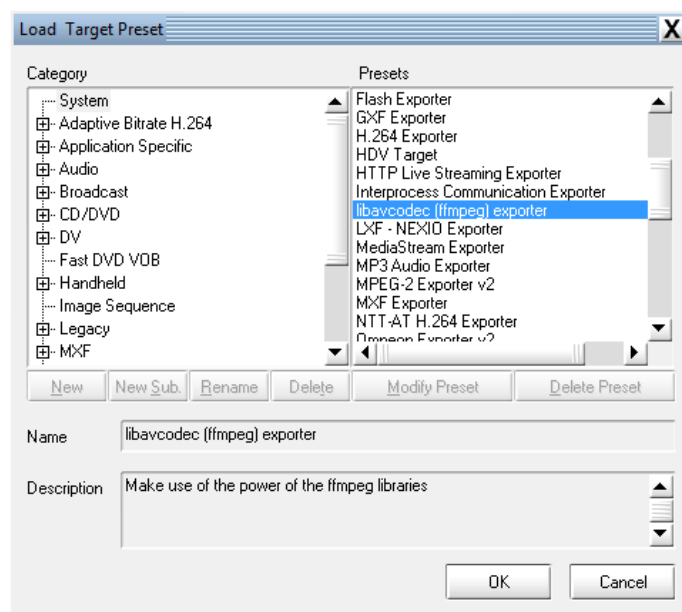 Load Target Preset X
Category
Presets
System
Adaptive Bitrate H.264
Application Specific
Audio
Broadcast
CD/DVD
DV
Fast DVD VOB
Handheld
Image Sequence
Legacy
MXF
Flash Exporter
GXF Exporter
H.264 Exporter
HDV Target
HTTP Live Streaming Exporter
Interprocess Communication Exporter
libavcodec (ffmpeg) exporter
LXF - NEXIO Exporter
MediaStream Exporter
MP3 Audio Exporter
MPEG-2 Exporter v2
MXF Exporter
NTT-AT H.264 Exporter
Omneon Exporter v2
New New Sub. Rename Delete Modify Preset Delete Preset
Name libavcodec (ffmpeg) exporter
Description Make use of the power of the ffmpeg libraries
OK Cancel